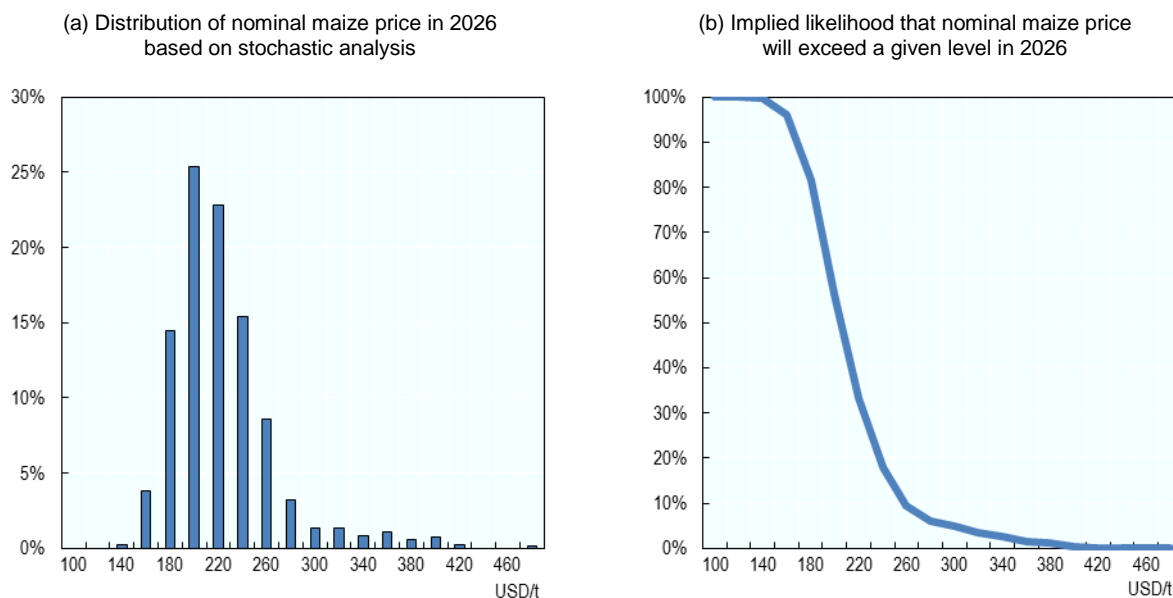 (a) Distribution of nominal maize price in 2026
based on stochastic analysis
30%
25%
20%
15%
10%
5%
0%
100 140 180 220 260 300 340 380 420 460
USD/t
(b) Implied likelihood that nominal maize price
will exceed a given level in 2026
100%
90%
80%
70%
60%
50%
40%
30%
20%
10%
0%
100 140 180 220 260 300 340 380 420 460
USD/t